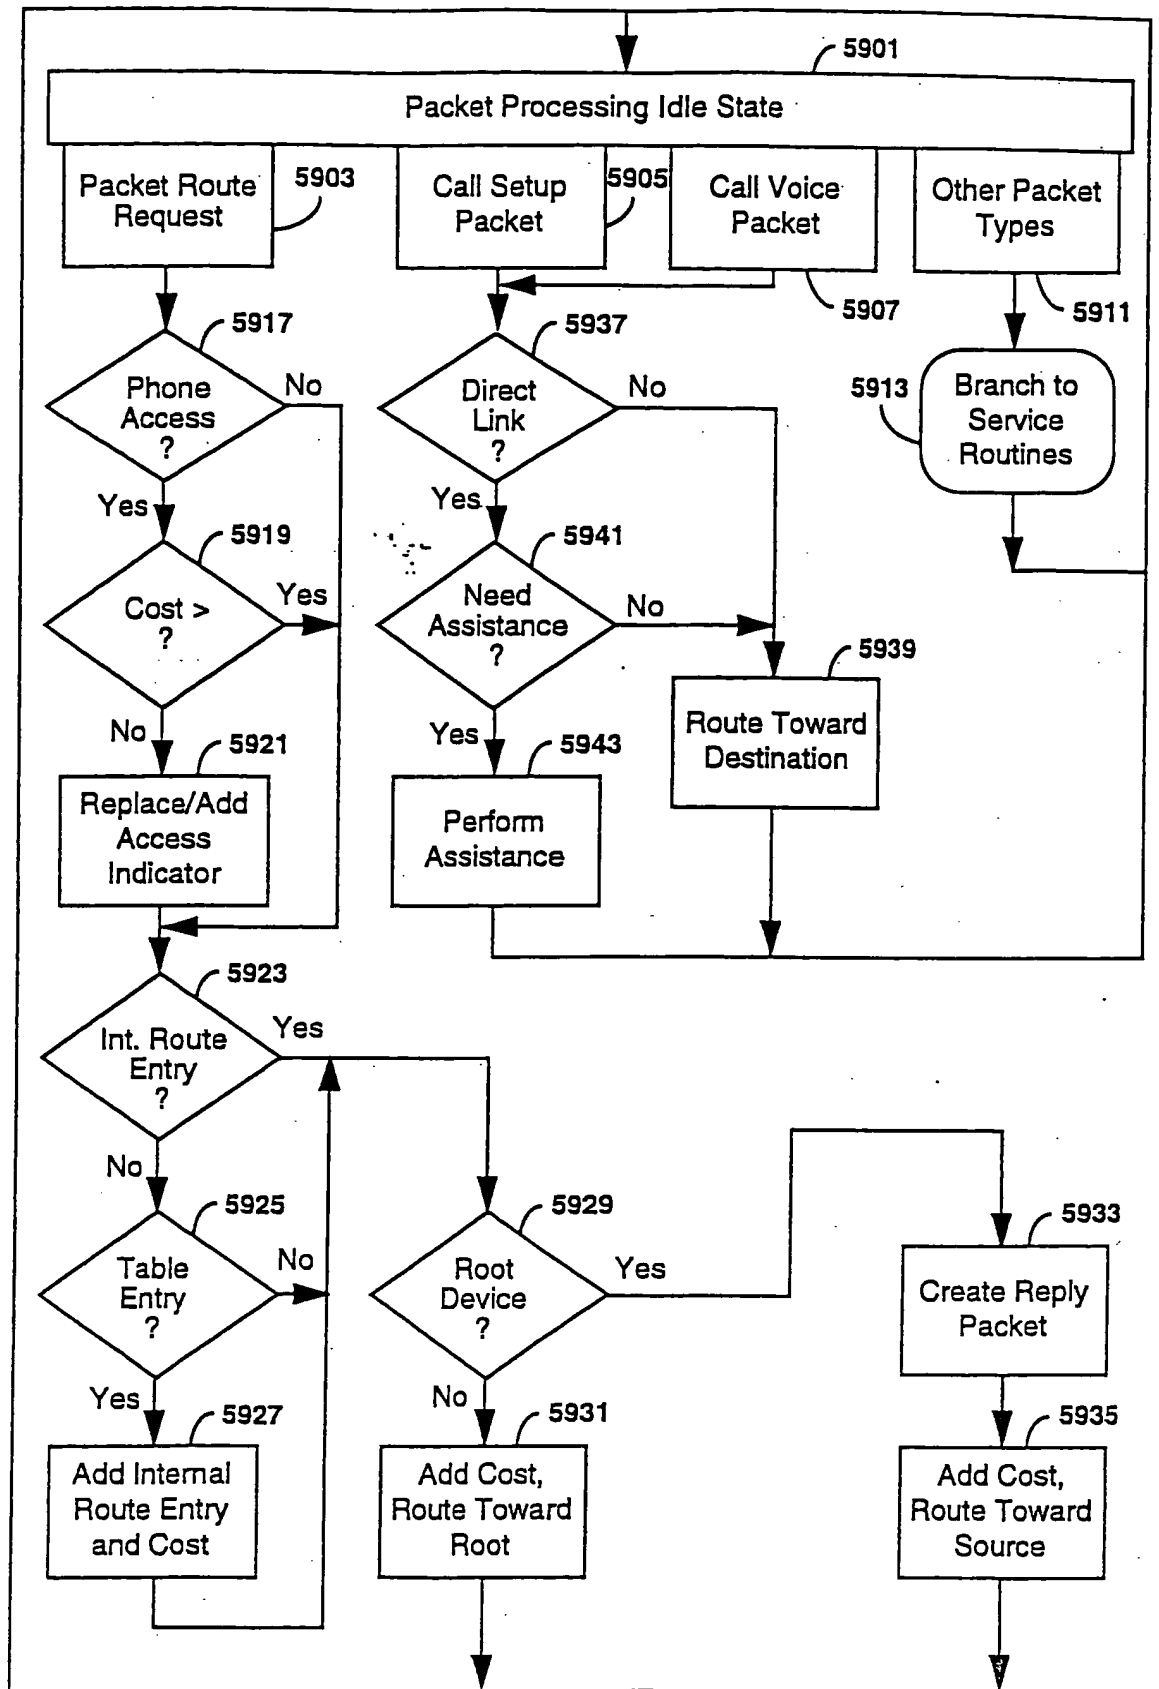 5901
Packet Processing Idle State
Packet Route
Request
5903
Call Setup
Packet
5905
Call Voice
Packet
5907
Other Packet
Types
5911
5917
Phone
Access
?
No
Yes
5937
Direct
Link
?
No
Yes
5913
Branch to
Service
Routines
5919
Cost >
?
Yes
No
5941
Need
Assistance
?
No
Yes
5939
Route Toward
Destination
5921
Replace/Add
Access
Indicator
5943
Perform
Assistance
5923
Int. Route
Entry
?
Yes
No
5925
Table
Entry
?
No
Yes
5929
Root
Device
?
Yes
No
5933
Create Reply
Packet
5927
Add Internal
Route Entry
and Cost
5931
Add Cost,
Route Toward
Root
5935
Add Cost,
Route Toward
Source